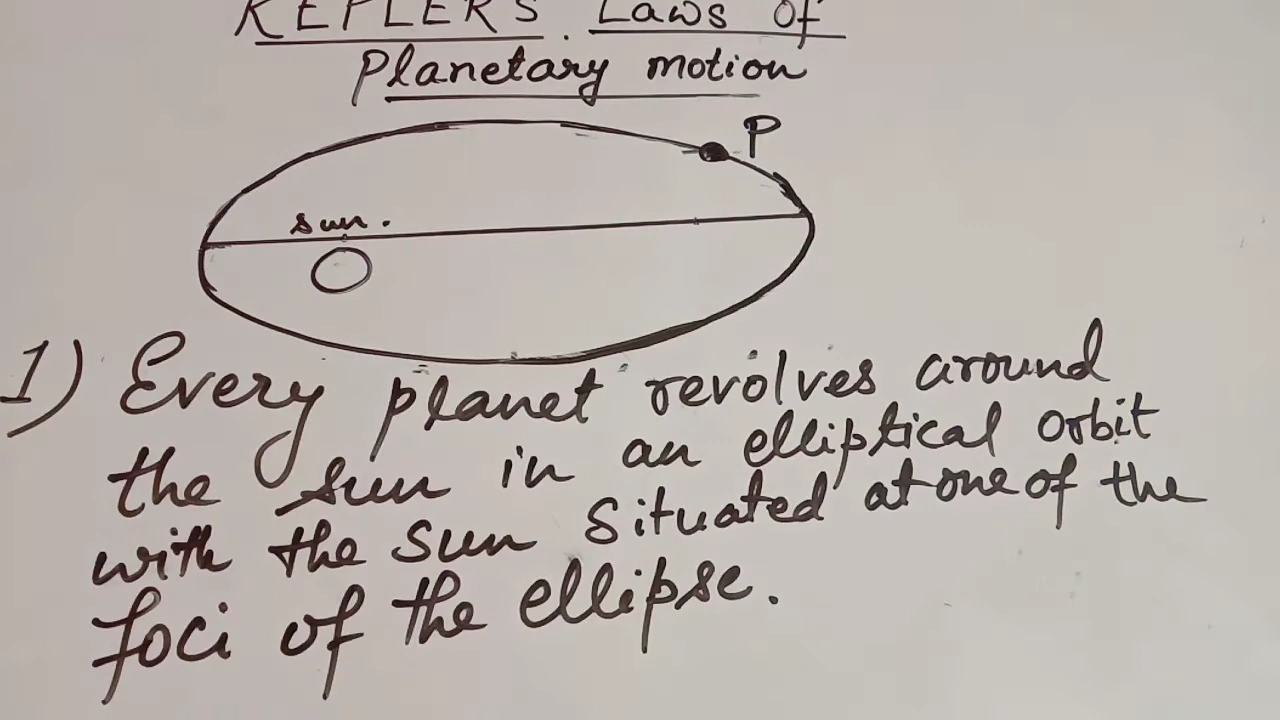 KEPLER'S Laws of
Planetary motion
P
sun.
1) Every planet revolves around
the sun in an elliptical orbit
with the sun situated at one of the
foci of the ellipse.